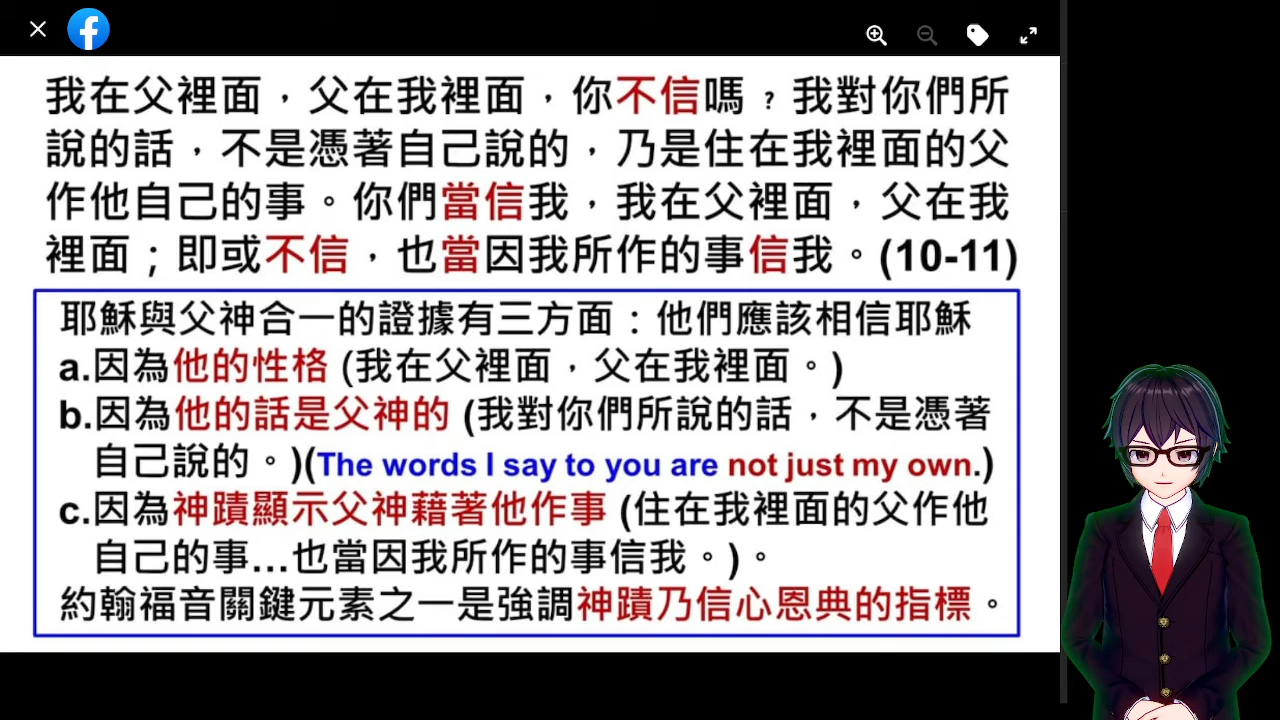 我在父裡面，父在我裡面，你不信嗎？我對你們所
說的話，不是憑著自己說的，乃是住在我裡面的父
作他自己的事。你們當信我，我在父裡面，父在我
裡面；即或不信，也當因我所作的事信我。(10-11)
耶穌與父神合一的證據有三方面：他們應該相信耶穌
a.因為他的性格 (我在父裡面，父在我裡面。)
b.因為他的話是父神的 (我對你們所說的話，不是憑著
自己說的。)(The words I say to you are not just my own.)
c.因為神蹟顯示父神藉著他作事 (住在我裡面的父作他
自己的事…也當因我所作的事信我。)。
約翰福音關鍵元素之一是強調神蹟乃信心恩典的指標。